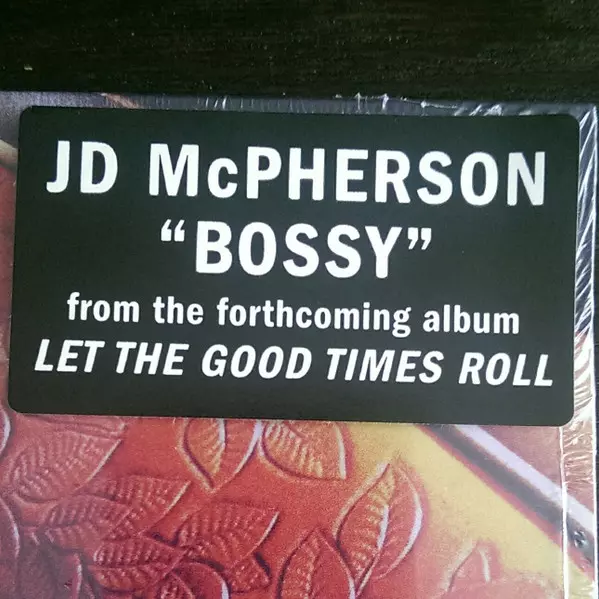 JD McPHERSON
“BOSSY”
from the forthcoming album
LET THE GOOD TIMES ROLL